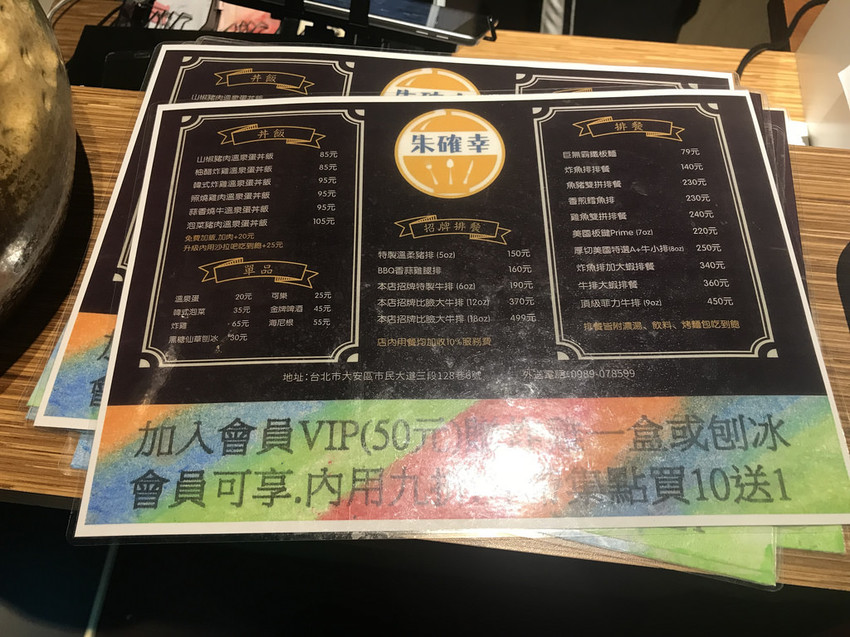 丼飯
山椒豬肉溫泉蛋丼飯
丼飯
山椒豬肉溫泉蛋丼飯 85元
柚醋炸雞溫泉蛋丼飯 85元
韓式炸雞溫泉蛋丼飯 95元
照燒雞肉溫泉蛋丼飯 95元
蒜香燒牛溫泉蛋丼飯 95元
泡菜豬肉溫泉蛋丼飯 105元
免費加飯,加肉+20元
升級內用沙拉吧吃到飽+25元
單品
溫泉蛋 20元 可樂 25元
韓式泡菜 35元 金牌啤酒 45元
炸雞 65元 海尼根 55元
黑糖仙草刨冰 30元
朱確幸
招牌排餐
特製溫柔豬排 (5oz) 150元
BBQ香蒜雞腿排 160元
本店招牌特製牛排 (6oz) 190元
本店招牌比臉大牛排 (12oz) 370元
本店招牌比臉大牛排 (18oz) 499元
店內用餐均加收10%服務費
排餐
巨無霸鐵板麵 79元
炸魚排排餐 140元
魚豬雙拼排餐 230元
香煎鱈魚排 230元
雞魚雙拼排餐 240元
美國板腱Prime (7oz) 220元
厚切美國特選A+牛小排(8oz) 250元
炸魚排加大蝦排餐 340元
牛排大蝦排餐 360元
頂級菲力牛排 (9oz) 450元
排餐皆附濃湯、飲料、烤麵包吃到飽
地址:台北市大安區市民大道三段128巷8號 外送電話:0989-078599
加入會員VIP(50元) 一盒或刨冰
會員可享.內用九折 集點買10送1